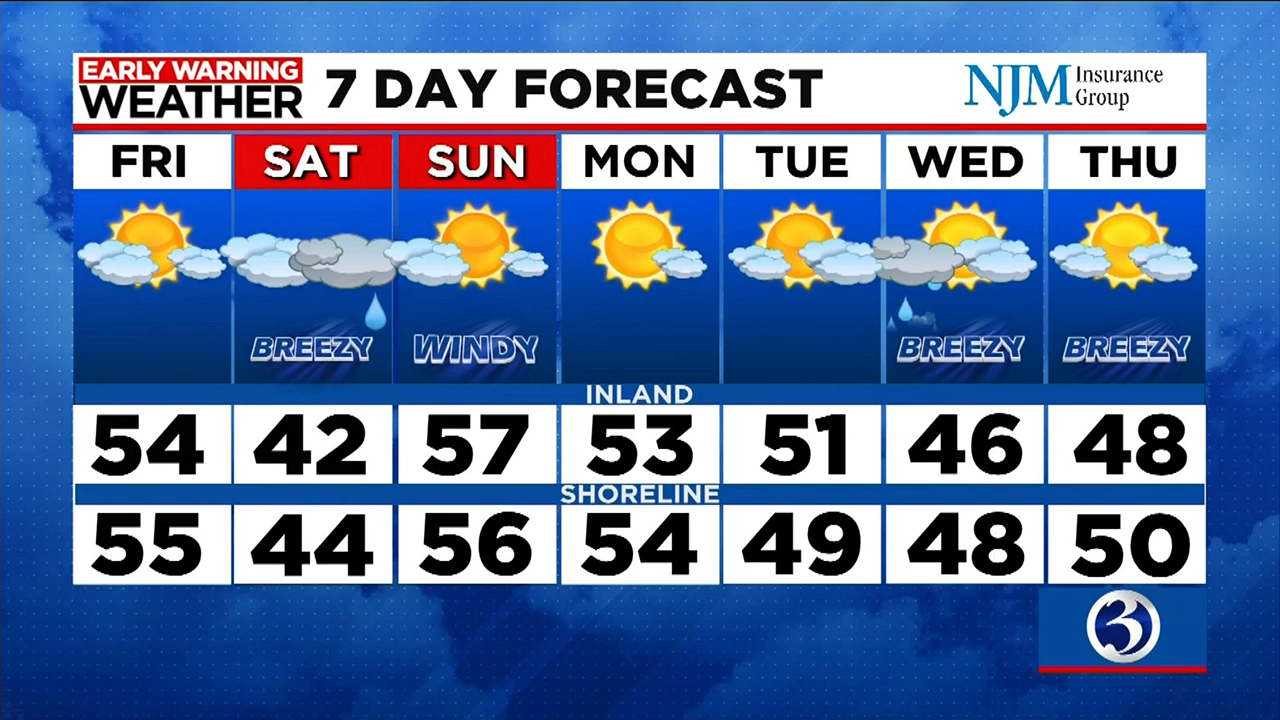 EARLY WARNING
WEATHER
7 DAY FORECAST
NJM Insurance
Group
FRI SAT SUN MON TUE WED THU
BREEZY WINDY BREEZY BREEZY
INLAND
54 42 57 53 51 46 48
SHORELINE
55 44 56 54 49 48 50
3